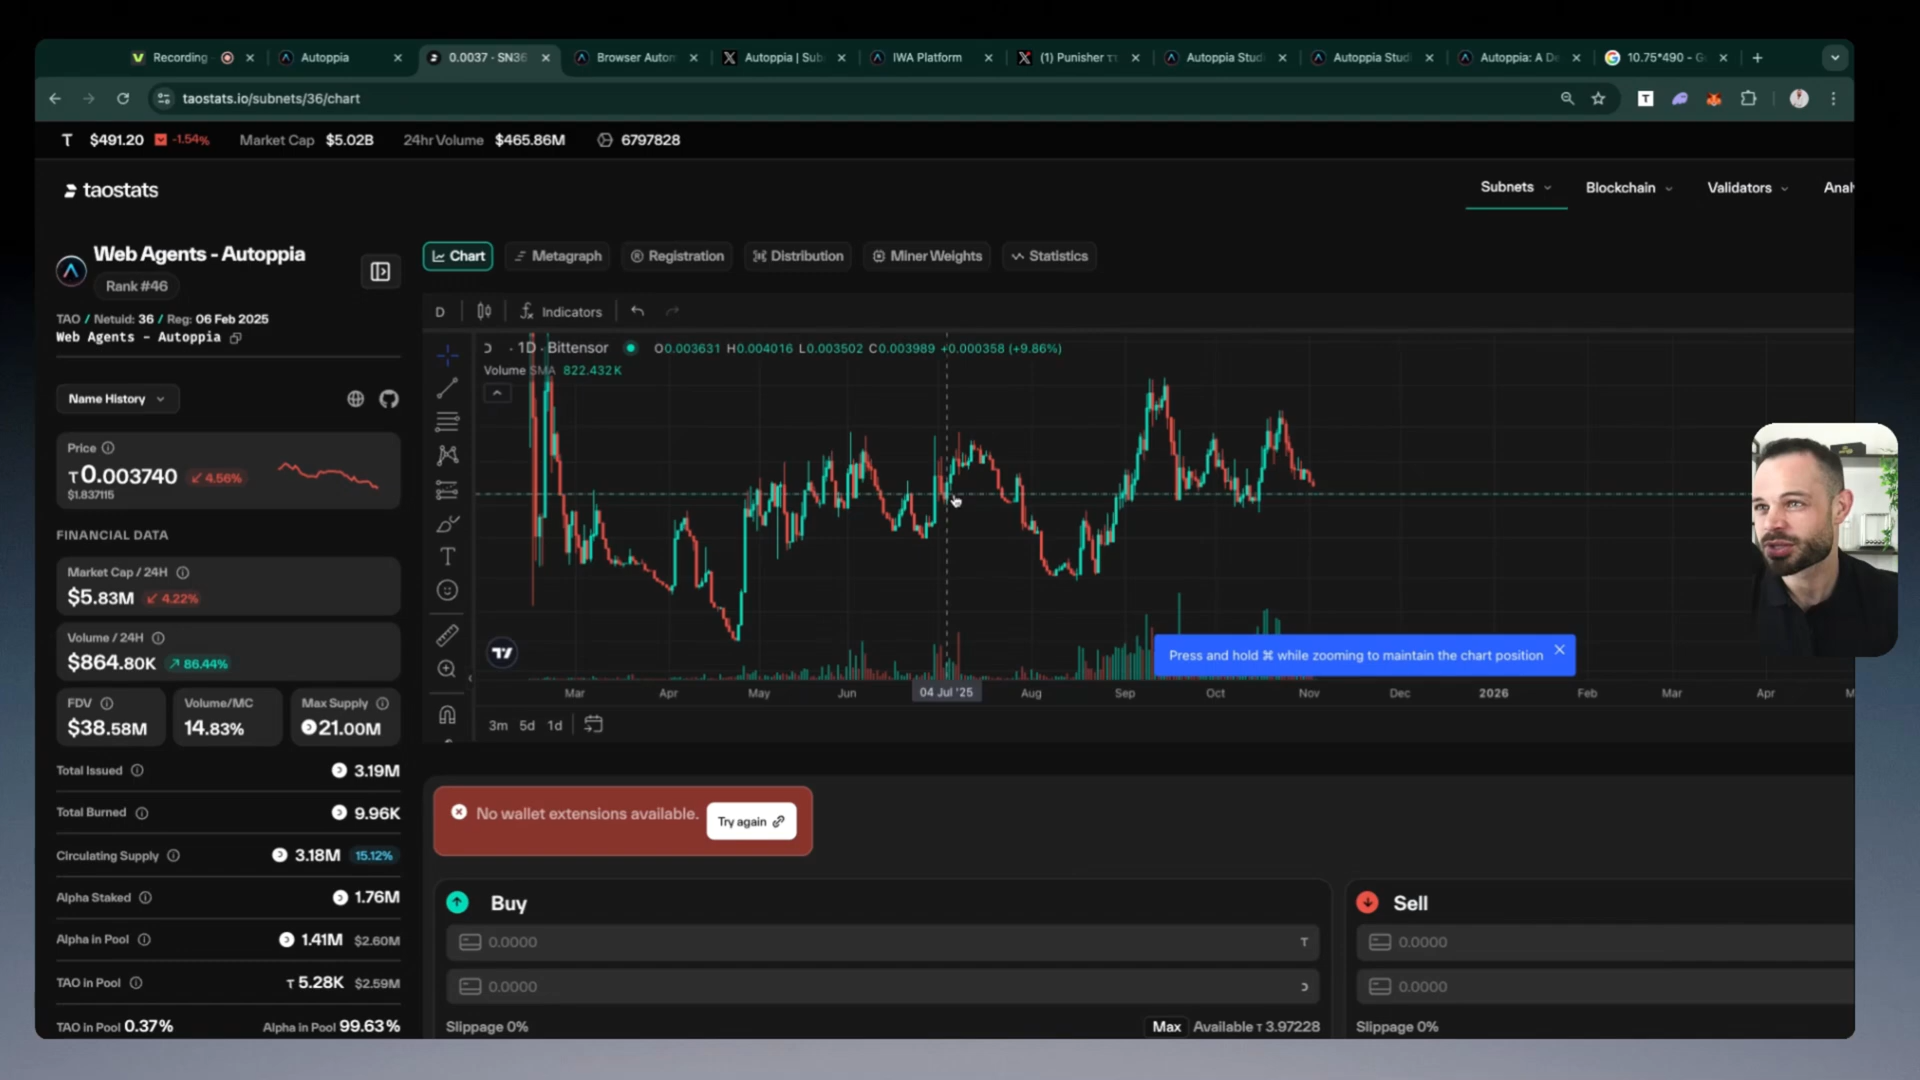 Recording
Autoppia
0.0037 - SN36
Browser Autom
Autoppia | Sub
IWA Platform
(1) Punisher ττ
Autoppia Studi
Autoppia Studi
Autoppia: A De
10.75*490 - G
taostats.io/subnets/36/chart
T $491.20 -1.54% Market Cap $5.02B 24hr Volume $465.86M 6797828
taostats
Subnets Blockchain Validators Anal
Web Agents - Autoppia
Rank #46
TAO / Netuid: 36 / Reg: 06 Feb 2025
Web Agents - Autoppia
Name History
Price
τ0.003740 4.56%
$1.837115
FINANCIAL DATA
Market Cap / 24H
$5.83M 4.22%
Volume / 24H
$864.80K 86.44%
FDV Volume/MC Max Supply
$38.58M 14.83% 21.00M
Total Issued 3.19M
Total Burned 9.96K
Circulating Supply 3.18M 15.12%
Alpha Staked 1.76M
Alpha in Pool 1.41M $2.60M
TAO in Pool τ 5.28K $2.59M
TAO in Pool 0.37% Alpha in Pool 99.63%
Chart Metagraph Registration Distribution Miner Weights Statistics
D Indicators
· 1D · Bittensor O0.003631 H0.004016 L0.003502 C0.003989 +0.000358 (+9.86%)
Volume SMA 822.432K
Press and hold ⌘ while zooming to maintain the chart position
Mar Apr May Jun 04 Jul '25 Aug Sep Oct Nov Dec 2026 Feb Mar Apr M
3m 5d 1d
No wallet extensions available. Try again
Buy
0.0000 τ
0.0000
Slippage 0% Max Available τ 3.97228
Sell
0.0000
0.0000
Slippage 0%